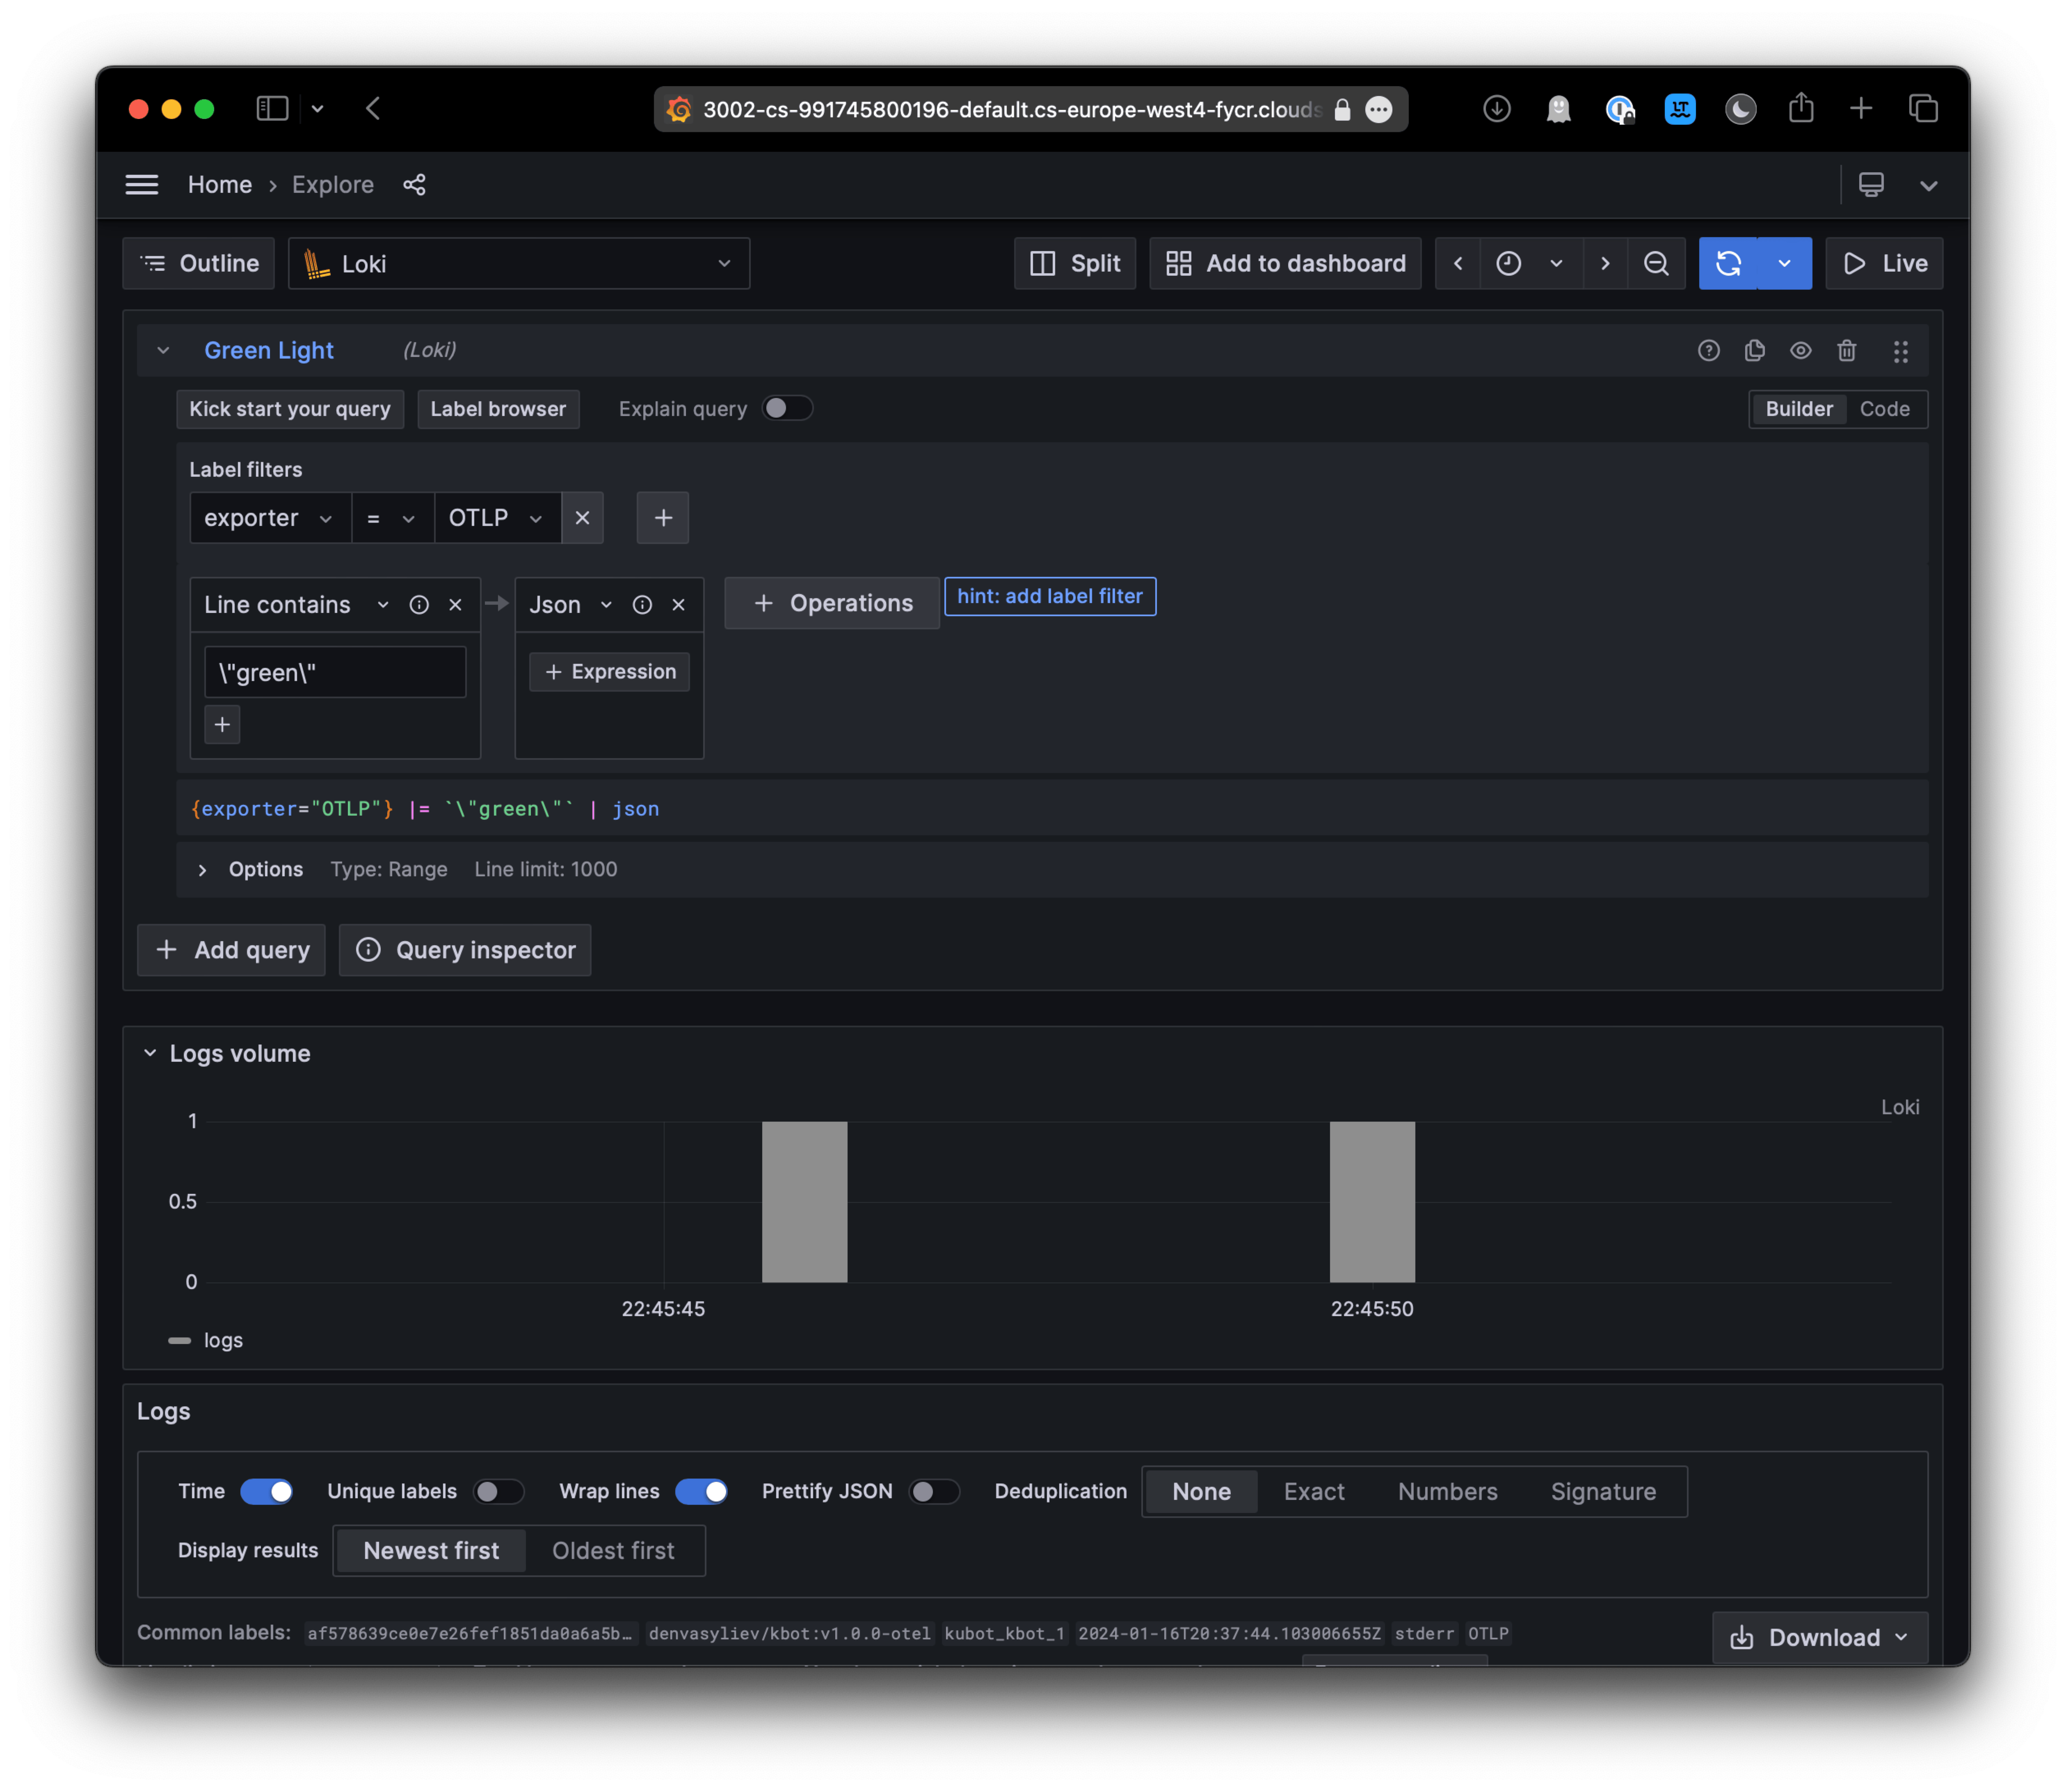 3002-cs-991745800196-default.cs-europe-west4-fycr.clouds
Home › Explore
Outline Loki Split Add to dashboard Live
Green Light (Loki)
Kick start your query Label browser Explain query Builder Code
Label filters
exporter = OTLP
Line contains Json + Operations hint: add label filter
\"green\" + Expression
+
{exporter="OTLP"} |= `\"green\"` | json
Options Type: Range Line limit: 1000
+ Add query Query inspector
Logs volume
Loki
1
0.5
0
22:45:45 22:45:50
logs
Logs
Time Unique labels Wrap lines Prettify JSON Deduplication None Exact Numbers Signature
Display results Newest first Oldest first
Common labels: af578639ce0e7e26fef1851da0a6a5b… denvasyliev/kbot:v1.0.0-otel kubot_kbot_1 2024-01-16T20:37:44.103006655Z stderr OTLP Download